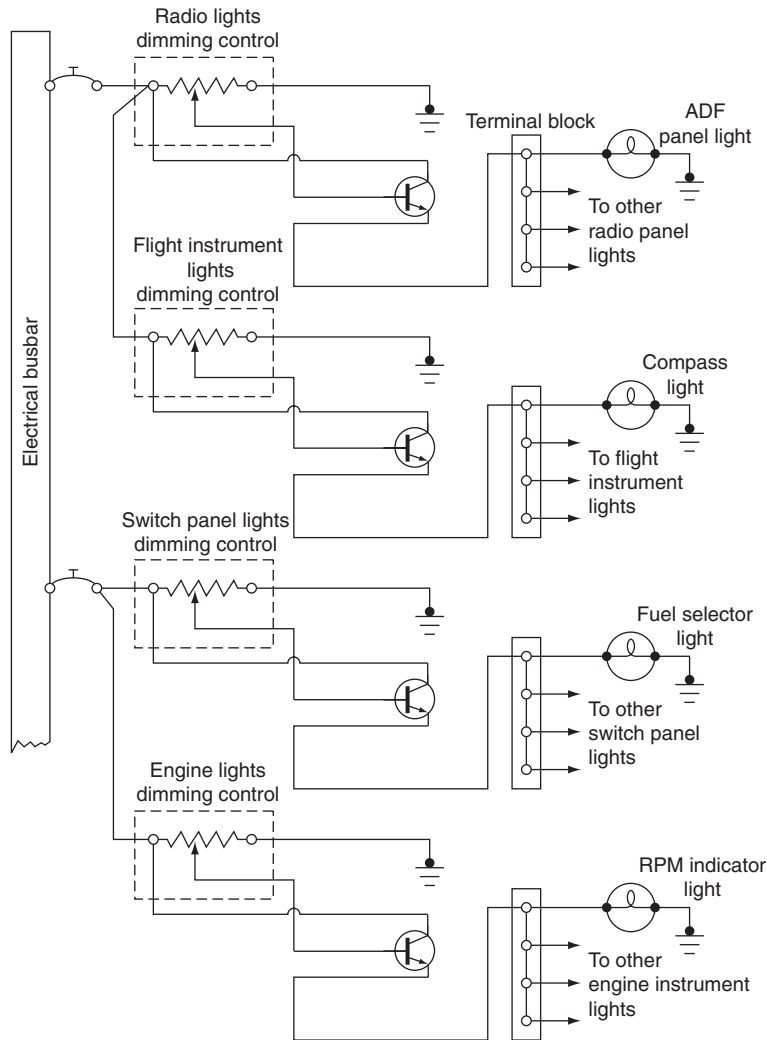 Radio lights
dimming control
Terminal block
ADF
panel light
To other
radio panel
lights
Flight instrument
lights
dimming control
Electrical busbar
Compass
light
To flight
instrument
lights
Switch panel lights
dimming control
Fuel selector
light
To other
switch panel
lights
Engine lights
dimming control
RPM indicator
light
To other
engine instrument
lights